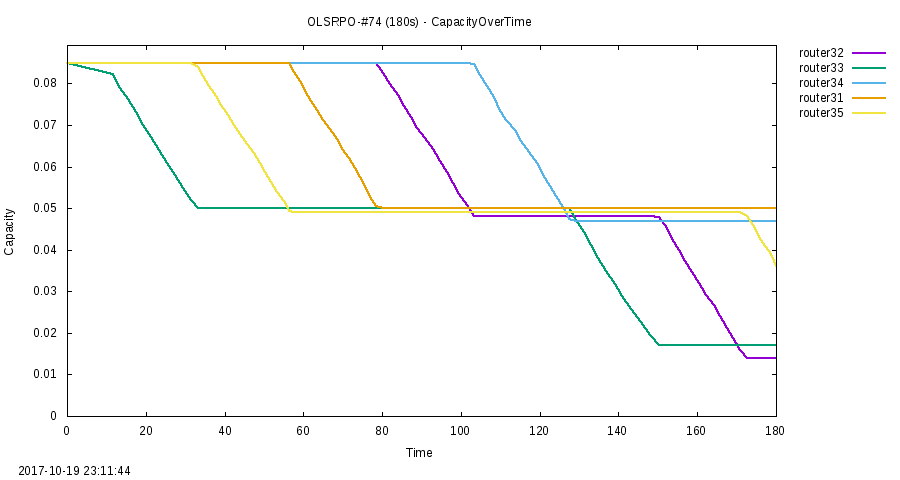 OLSRPO-#74 (180s) - CapacityOverTime
router32
router33
router34
router31
router35
Capacity
0.08
0.07
0.06
0.05
0.04
0.03
0.02
0.01
0
0 20 40 60 80 100 120 140 160 180
Time
2017-10-19 23:11:44